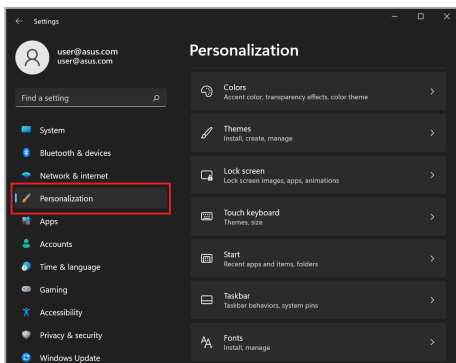 Settings
user@asus.com
user@asus.com
Find a setting
System
Bluetooth & devices
Network & internet
Personalization
Apps
Accounts
Time & language
Gaming
Accessibility
Privacy & security
Windows Update
Personalization
Colors
Accent color, transparency effects, color theme
Themes
Install, create, manage
Lock screen
Lock screen images, apps, animations
Touch keyboard
Themes, size
Start
Recent apps and items, folders
Taskbar
Taskbar behaviors, system pins
Fonts
Install, manage